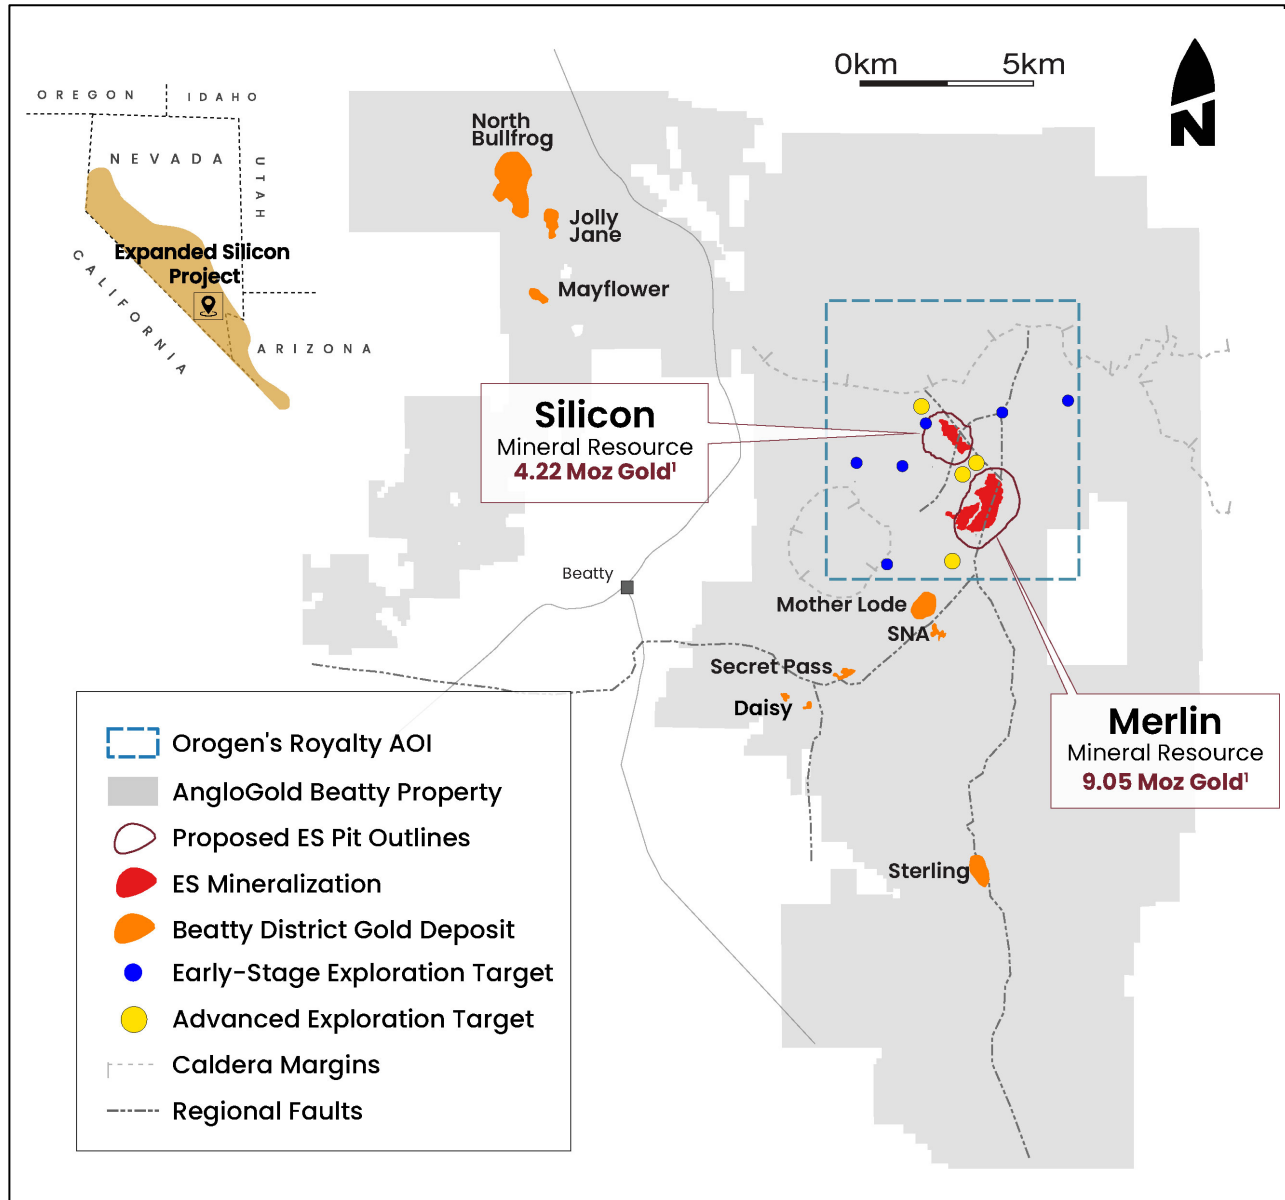 0km 5km
N
OREGON IDAHO
NEVADA
UTAH
CALIFORNIA
ARIZONA
Expanded Silicon
Project
North
Bullfrog
Jolly
Jane
Mayflower
Silicon
Mineral Resource
4.22 Moz Gold¹
Beatty
Mother Lode
SNA
Secret Pass
Daisy
Merlin
Mineral Resource
9.05 Moz Gold¹
Sterling
Orogen's Royalty AOI
AngloGold Beatty Property
Proposed ES Pit Outlines
ES Mineralization
Beatty District Gold Deposit
Early-Stage Exploration Target
Advanced Exploration Target
Caldera Margins
Regional Faults